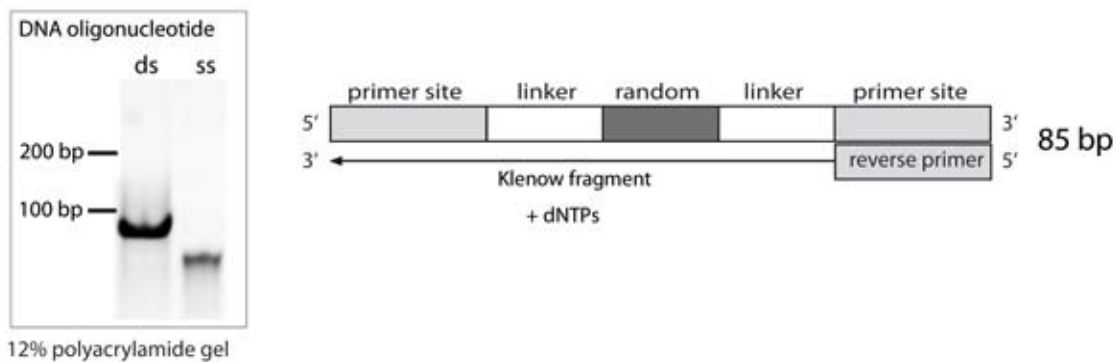 DNA oligonucleotide
ds ss
200 bp
100 bp
12% polyacrylamide gel
primer site linker random linker primer site
5' 3'
3' reverse primer 5'
85 bp
Klenow fragment
+ dNTPs